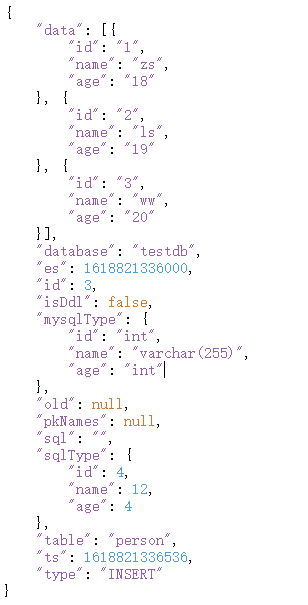 {
    "data": [{
        "id": "1",
        "name": "zs",
        "age": "18"
    }, {
        "id": "2",
        "name": "ls",
        "age": "19"
    }, {
        "id": "3",
        "name": "ww",
        "age": "20"
    }],
    "database": "testdb",
    "es": 1618821336000,
    "id": 3,
    "isDdl": false,
    "mysqlType": {
        "id": "int",
        "name": "varchar(255)",
        "age": "int"
    },
    "old": null,
    "pkNames": null,
    "sql": "",
    "sqlType": {
        "id": 4,
        "name": 12,
        "age": 4
    },
    "table": "person",
    "ts": 1618821336536,
    "type": "INSERT"
}